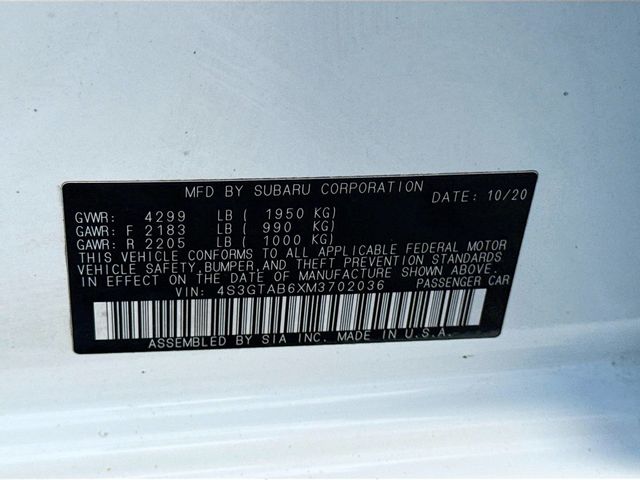 MFD BY SUBARU CORPORATION
DATE: 10/20
GVWR: 4299 LB ( 1950 KG)
GAWR: F 2183 LB ( 990 KG)
GAWR: R 2205 LB ( 1000 KG)
THIS VEHICLE CONFORMS TO ALL APPLICABLE FEDERAL MOTOR
VEHICLE SAFETY,BUMPER,AND THEFT PREVENTION STANDARDS
IN EFFECT ON THE DATE OF MANUFACTURE SHOWN ABOVE.
VIN: 4S3GTAB6XM3702036 PASSENGER CAR
ASSEMBLED BY SIA INC. MADE IN U.S.A.